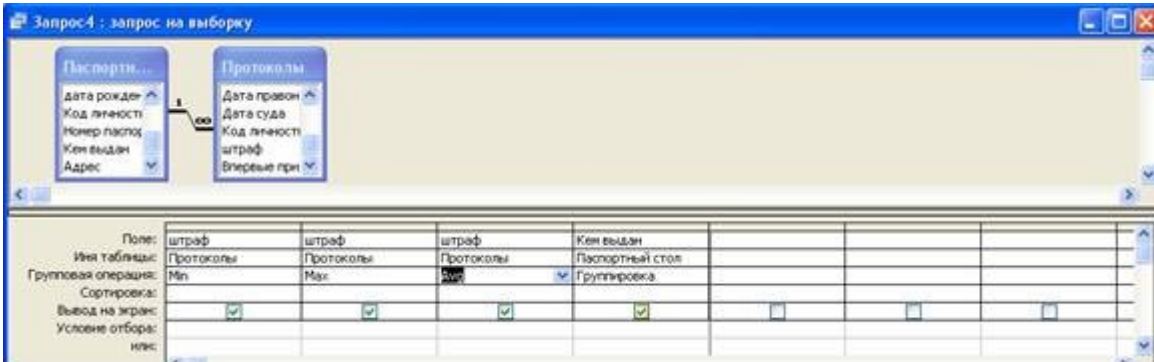 Запрос4 : запрос на выборку
Паспортн... Протоколы
дата рожден Дата правон
Код личности Дата суда
1
∞
Номер паспор Код личности
Кем выдан штраф
Адрес Впервые при
Поле: штраф штраф штраф Кем выдан
Имя таблицы: Протоколы Протоколы Протоколы Паспортный стол
Групповая операция: Min Max Avg Группировка
Сортировка:
Вывод на экран:
Условие отбора:
или: